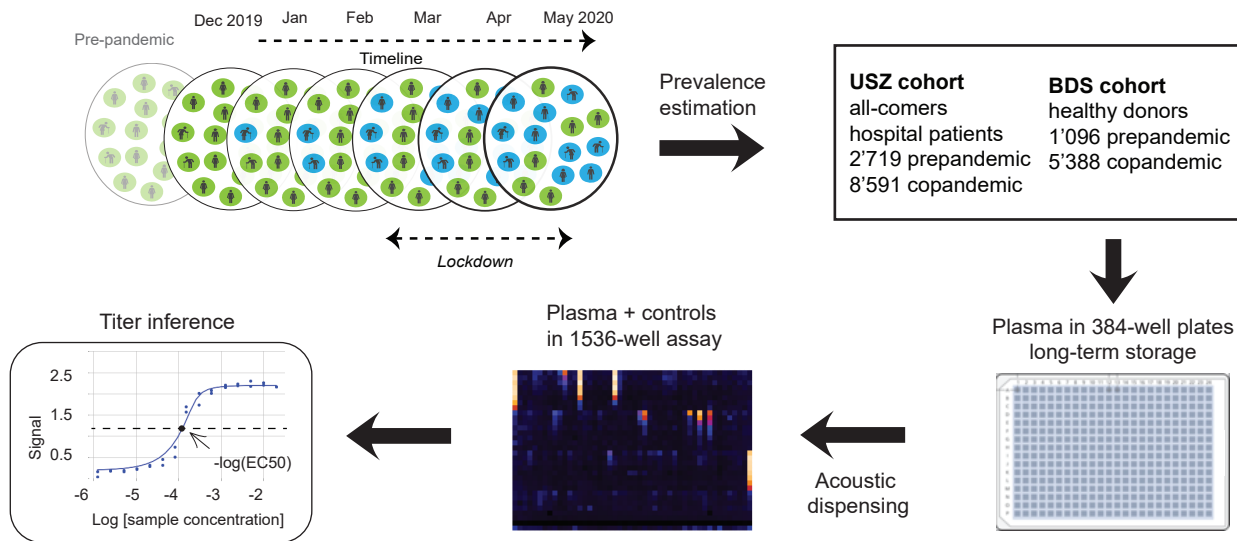 Dec 2019 Jan Feb Mar Apr May 2020
Pre-pandemic
Timeline
Lockdown
Prevalence
estimation
USZ cohort
all-comers
hospital patients
2'719 prepandemic
8'591 copandemic
BDS cohort
healthy donors
1'096 prepandemic
5'388 copandemic
Titer inference
2.5
1.5
0.5
Signal
-log(EC50)
-6 -5 -4 -3 -2
Log [sample concentration]
Plasma + controls
in 1536-well assay
Acoustic
dispensing
Plasma in 384-well plates
long-term storage